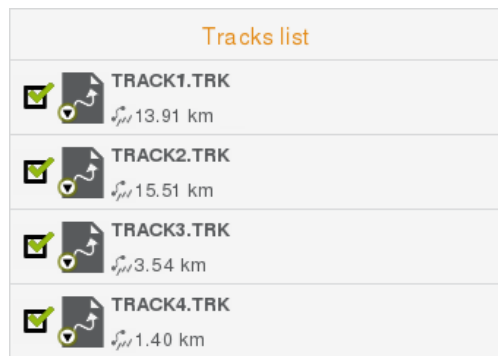 Tracks list
TRACK1.TRK
13.91 km
TRACK2.TRK
15.51 km
TRACK3.TRK
3.54 km
TRACK4.TRK
1.40 km